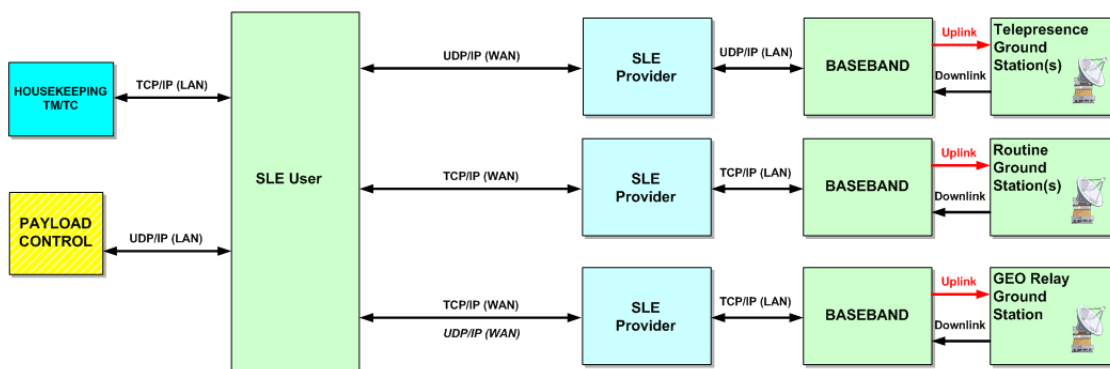 HOUSEKEEPING
TM/TC
TCP/IP (LAN)
PAYLOAD
CONTROL
UDP/IP (LAN)
SLE User
UDP/IP (WAN)
SLE
Provider
UDP/IP (LAN)
BASEBAND
Uplink
Downlink
Telepresence
Ground
Station(s)
TCP/IP (WAN)
SLE
Provider
TCP/IP (LAN)
BASEBAND
Uplink
Downlink
Routine
Ground
Station(s)
TCP/IP (WAN)
UDP/IP (WAN)
SLE
Provider
TCP/IP (LAN)
BASEBAND
Uplink
Downlink
GEO Relay
Ground
Station